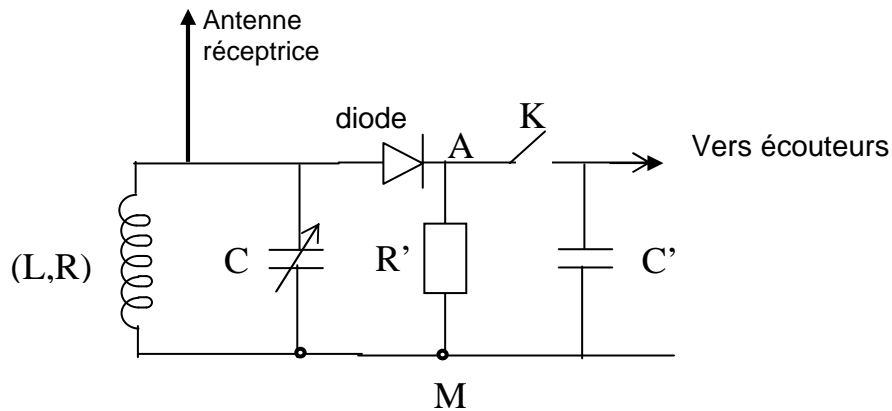 Antenne
réceptrice
diode
K
A
Vers écouteurs
(L,R)
C
R’
C’
M